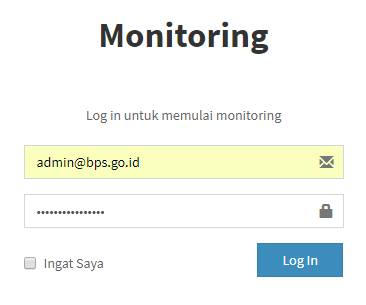 Monitoring
Log in untuk memulai monitoring
admin@bps.go.id
••••••••••••••••
Ingat Saya
Log In